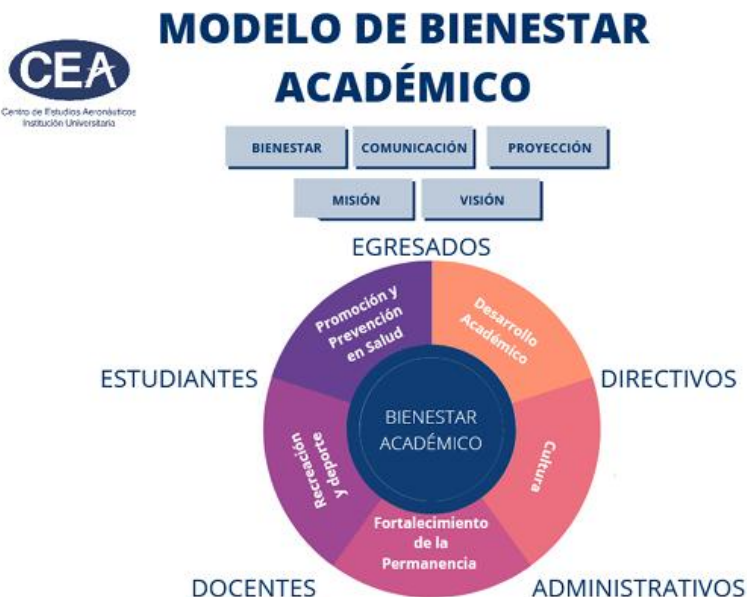 MODELO DE BIENESTAR
ACADÉMICO
CEA
Centro de Estudios Aeronáuticos
Institución Universitaria
BIENESTAR
COMUNICACIÓN
PROYECCIÓN
MISIÓN
VISIÓN
EGRESADOS
Promoción y
Prevención
en Salud
Desarrollo
Académico
ESTUDIANTES
DIRECTIVOS
BIENESTAR
ACADÉMICO
Recreación
y deporte
Cultura
Fortalecimiento
de la
Permanencia
DOCENTES
ADMINISTRATIVOS